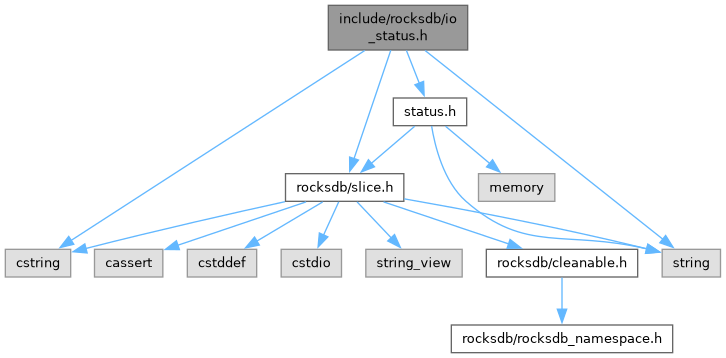 include/rocksdb/io
_status.h
status.h
rocksdb/slice.h
memory
cstring
cassert
cstddef
cstdio
string_view
rocksdb/cleanable.h
string
rocksdb/rocksdb_namespace.h